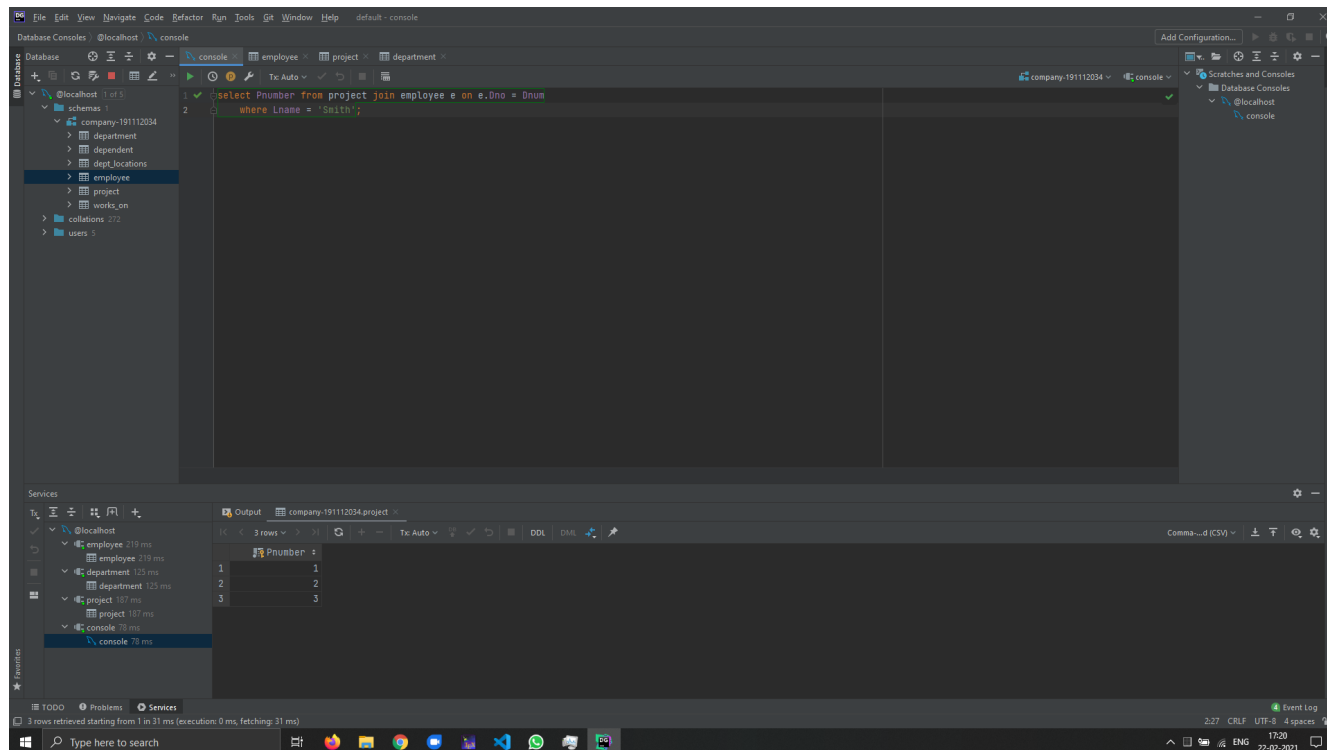 File Edit View Navigate Code Refactor Run Tools Git Window Help default - console
Database Consoles @localhost console Add Configuration...
Database console employee project department
Tx: Auto company-191112034 console
Scratches and Consoles
Database Consoles
@localhost
console
Database
@localhost 1 of 5
schemas 1
company-191112034
department
dependent
dept_locations
employee
project
works_on
collations 272
users 5
1 select Pnumber from project join employee e on e.Dno = Dnum
2 where Lname = 'Smith';
Services
Tx
@localhost
employee 219 ms
employee 219 ms
department 125 ms
department 125 ms
project 187 ms
project 187 ms
console 78 ms
console 78 ms
Output company-191112034.project
3 rows Tx: Auto DDL DML Comma-...d (CSV)
Pnumber
1 1
2 2
3 3
Favorites
TODO Problems Services 4 Event Log
3 rows retrieved starting from 1 in 31 ms (execution: 0 ms, fetching: 31 ms) 2:27 CRLF UTF-8 4 spaces
Type here to search DG ENG 17:20
22-02-2021